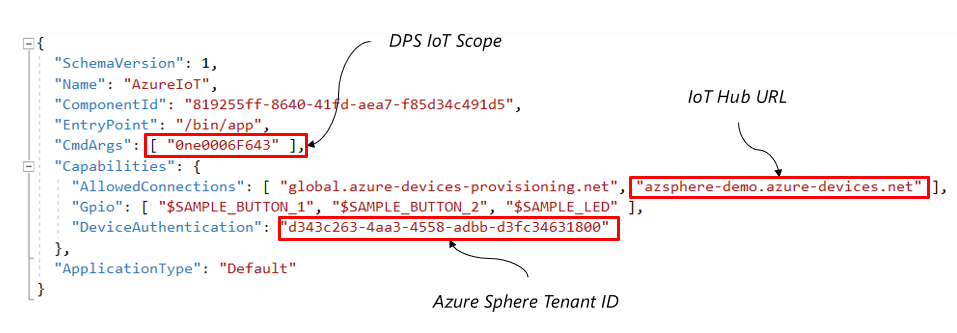 DPS IoT Scope
{
"SchemaVersion": 1,
"Name": "AzureIoT",
IoT Hub URL
"ComponentId": "819255ff-8640-41fd-aea7-f85d34c491d5",
"EntryPoint": "/bin/app",
"CmdArgs": [ "0ne0006F643" ],
"Capabilities": {
"AllowedConnections": [ "global.azure-devices-provisioning.net", "azsphere-demo.azure-devices.net" ],
"Gpio": [ "$SAMPLE_BUTTON_1", "$SAMPLE_BUTTON_2", "$SAMPLE_LED" ],
"DeviceAuthentication": "d343c263-4aa3-4558-adbb-d3fc34631800"
},
"ApplicationType": "Default"
}
Azure Sphere Tenant ID